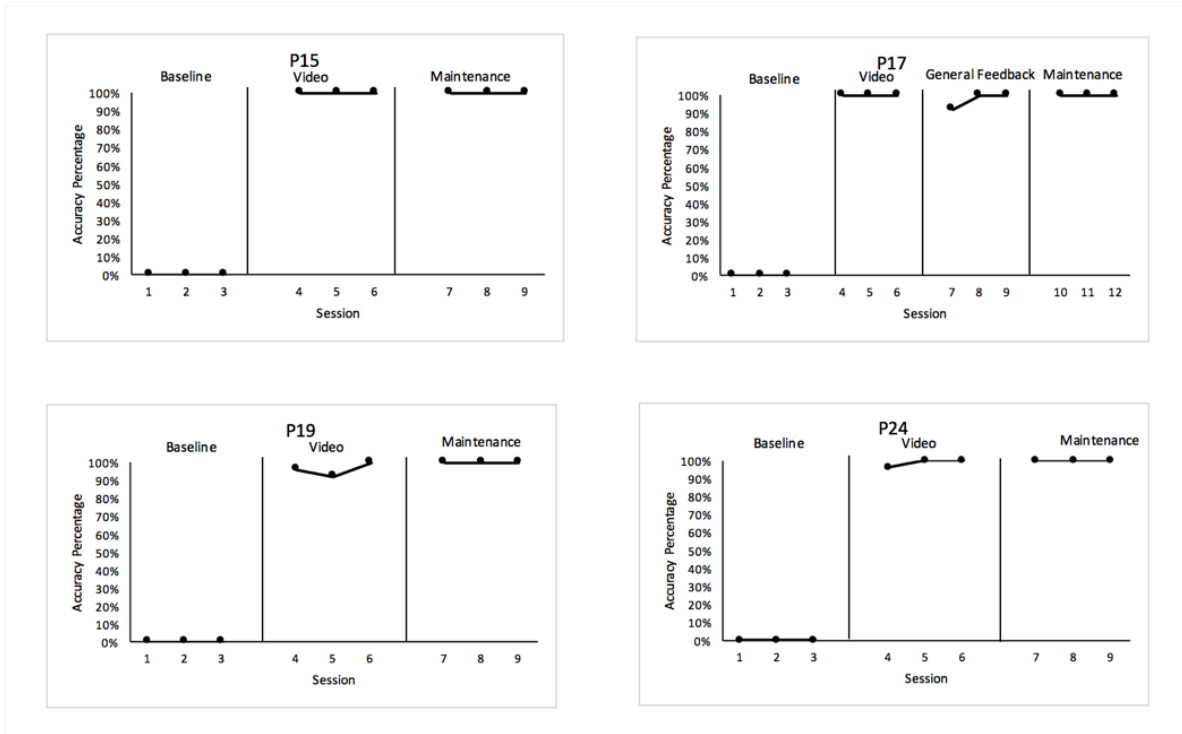 P15
Baseline Video Maintenance
100%
90%
80%
70%
60%
50%
40%
30%
20%
10%
0%
Accuracy Percentage
1 2 3 4 5 6 7 8 9
Session
P17
Baseline Video General Feedback Maintenance
100%
90%
80%
70%
60%
50%
40%
30%
20%
10%
0%
Accuracy Percentage
1 2 3 4 5 6 7 8 9 10 11 12
Session
P19
Baseline Video Maintenance
100%
90%
80%
70%
60%
50%
40%
30%
20%
10%
0%
Accuracy Percentage
1 2 3 4 5 6 7 8 9
Session
P24
Baseline Video Maintenance
100%
90%
80%
70%
60%
50%
40%
30%
20%
10%
0%
Accuracy Percentage
1 2 3 4 5 6 7 8 9
Session